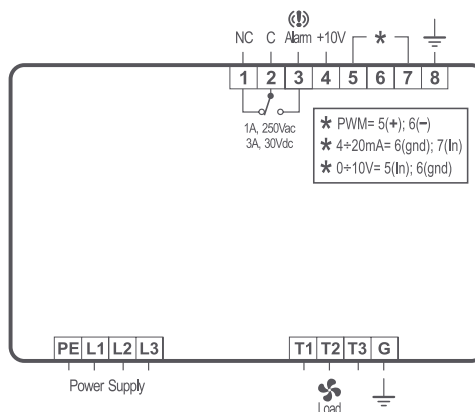 NC C Alarm +10V *
1 2 3 4 5 6 7 8
1A, 250Vac
3A, 30Vdc
* PWM= 5(+); 6(−)
* 4÷20mA= 6(gnd); 7(In)
* 0÷10V= 5(In); 6(gnd)
PE L1 L2 L3 T1 T2 T3 G
Power Supply
Load